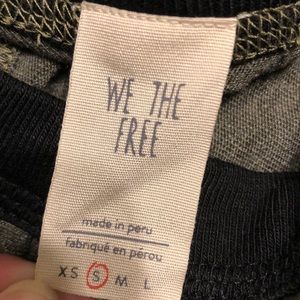 WE THE
FREE
made in peru
fabriqué en pérou
XS S M L